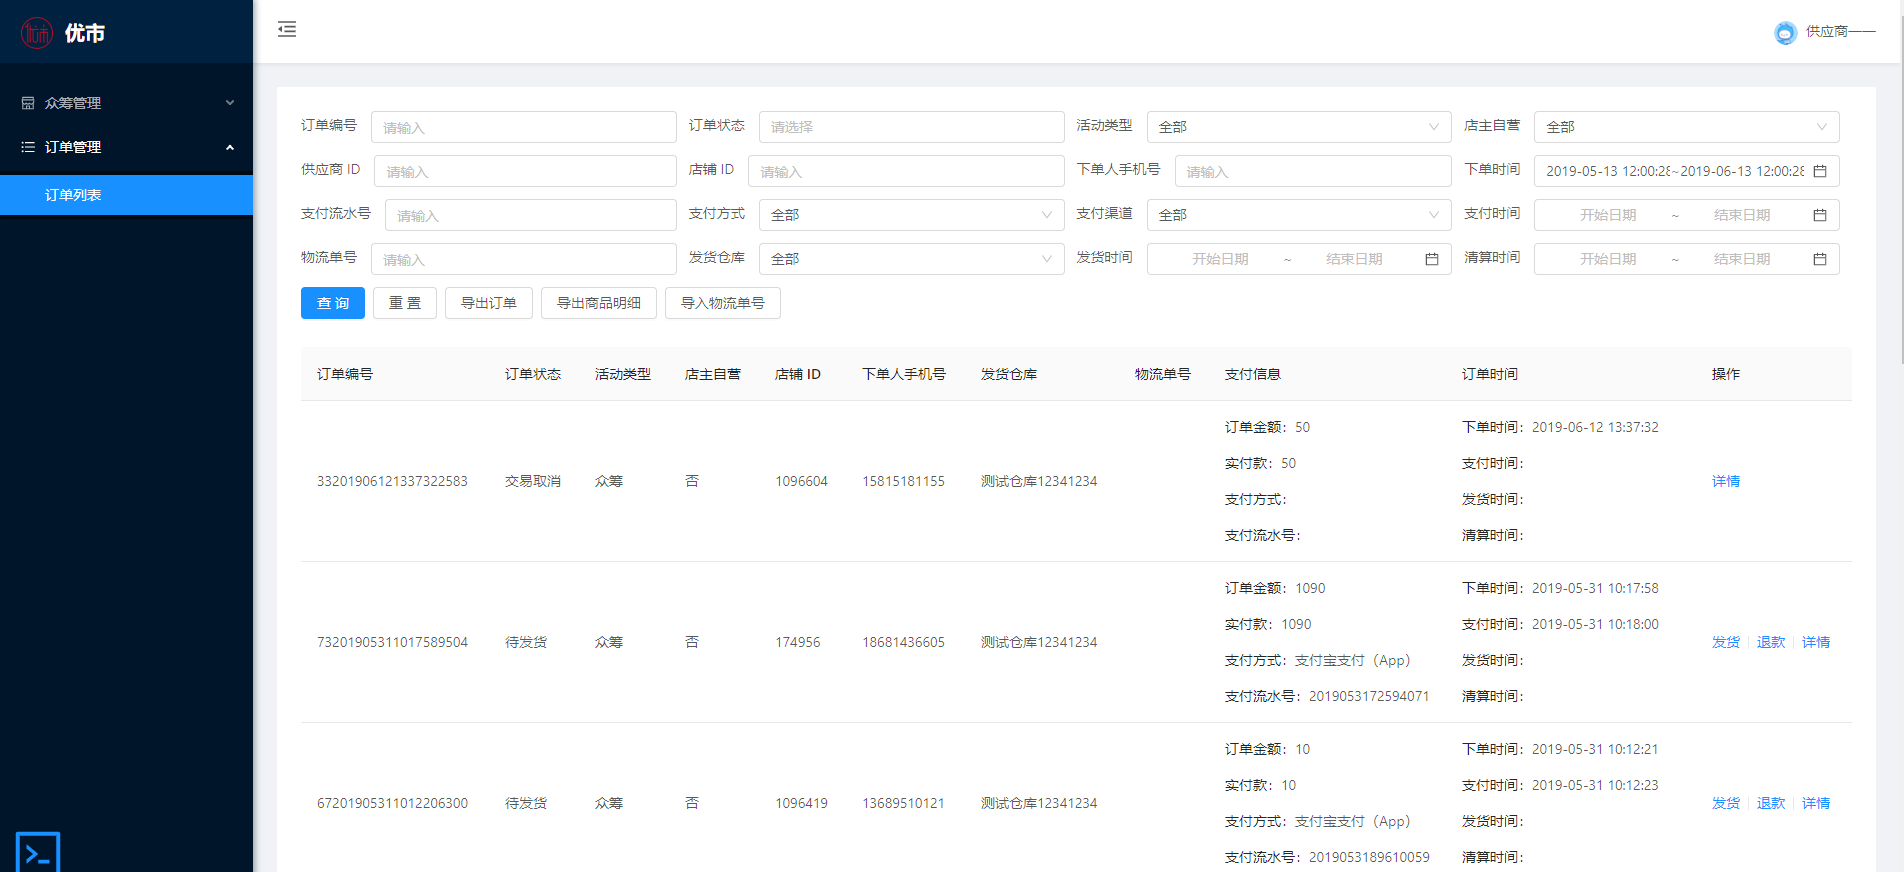 优市
供应商一一
众筹管理
订单管理
订单列表
订单编号 请输入 订单状态 请选择 活动类型 全部 店主自营 全部
供应商 ID 请输入 店铺 ID 请输入 下单人手机号 请输入 下单时间 2019-05-13 12:00:28~2019-06-13 12:00:28
支付流水号 请输入 支付方式 全部 支付渠道 全部 支付时间 开始日期 ~ 结束日期
物流单号 请输入 发货仓库 全部 发货时间 开始日期 ~ 结束日期 清算时间 开始日期 ~ 结束日期
查 询 重 置 导出订单 导出商品明细 导入物流单号
订单编号 订单状态 活动类型 店主自营 店铺 ID 下单人手机号 发货仓库 物流单号 支付信息 订单时间 操作
订单金额：50 下单时间：2019-06-12 13:37:32
实付款：50 支付时间：
33201906121337322583 交易取消 众筹 否 1096604 15815181155 测试仓库12341234 详情
支付方式： 发货时间：
支付流水号： 清算时间：
订单金额：1090 下单时间：2019-05-31 10:17:58
实付款：1090 支付时间：2019-05-31 10:18:00
73201905311017589504 待发货 众筹 否 174956 18681436605 测试仓库12341234 发货 退款 详情
支付方式：支付宝支付（App） 发货时间：
支付流水号：2019053172594071 清算时间：
订单金额：10 下单时间：2019-05-31 10:12:21
实付款：10 支付时间：2019-05-31 10:12:23
67201905311012206300 待发货 众筹 否 1096419 13689510121 测试仓库12341234 发货 退款 详情
支付方式：支付宝支付（App） 发货时间：
支付流水号：2019053189610059 清算时间：